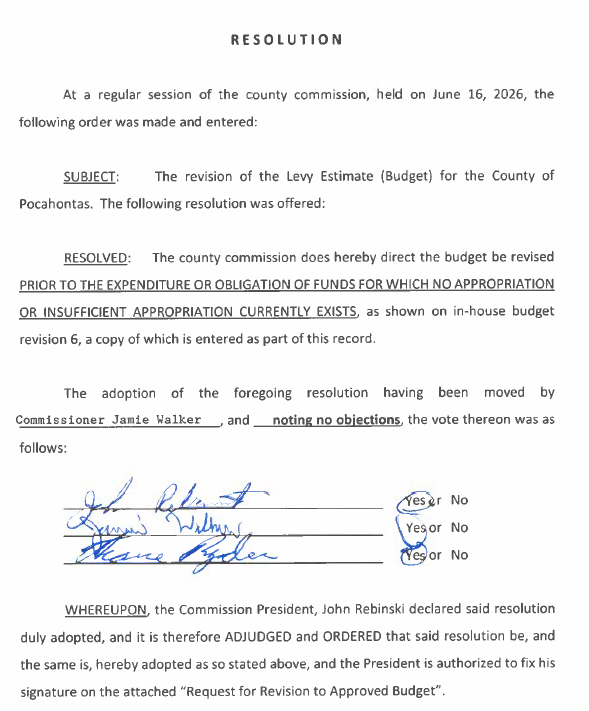 RESOLUTION
At a regular session of the county commission, held on June 16, 2026, the
following order was made and entered:
SUBJECT: The revision of the Levy Estimate (Budget) for the County of
Pocahontas. The following resolution was offered:
RESOLVED: The county commission does hereby direct the budget be revised
PRIOR TO THE EXPENDITURE OR OBLIGATION OF FUNDS FOR WHICH NO APPROPRIATION
OR INSUFFICIENT APPROPRIATION CURRENTLY EXISTS, as shown on in-house budget
revision 6, a copy of which is entered as part of this record.
The adoption of the foregoing resolution having been moved by
Commissioner Jamie Walker, and noting no objections, the vote thereon was as
follows:
John Yes or No
Yes or No
Yes or No
WHEREUPON, the Commission President, John Rebinski declared said resolution
duly adopted, and it is therefore ADJUDGED and ORDERED that said resolution be, and
the same is, hereby adopted as so stated above, and the President is authorized to fix his
signature on the attached “Request for Revision to Approved Budget”.